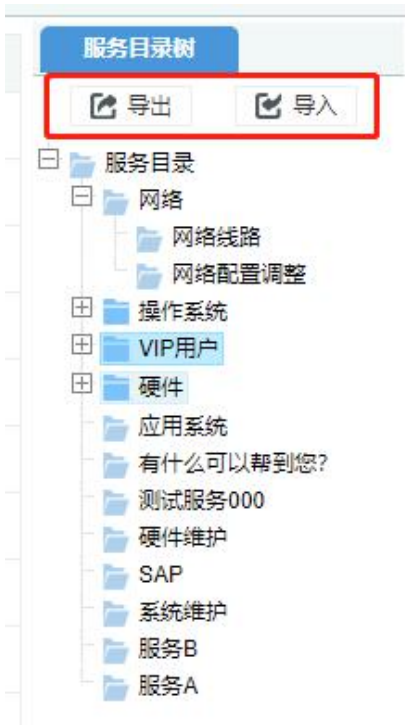 服务目录树
导出 导入
服务目录
网络
网络线路
网络配置调整
操作系统
VIP用户
硬件
应用系统
有什么可以帮到您?
测试服务000
硬件维护
SAP
系统维护
服务B
服务A